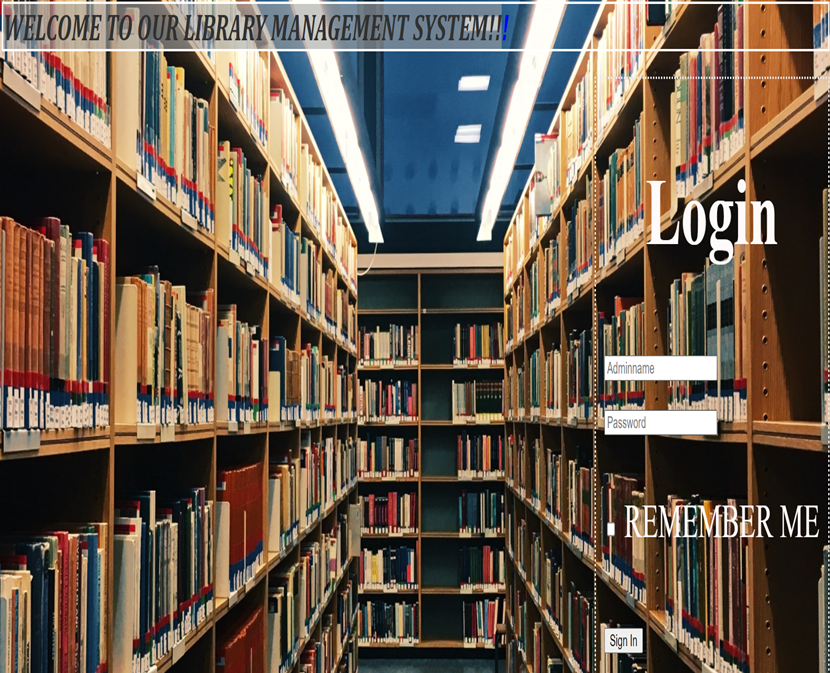 WELCOME TO OUR LIBRARY MANAGEMENT SYSTEM!!!
Login
Adminname
Password
REMEMBER ME
Sign In